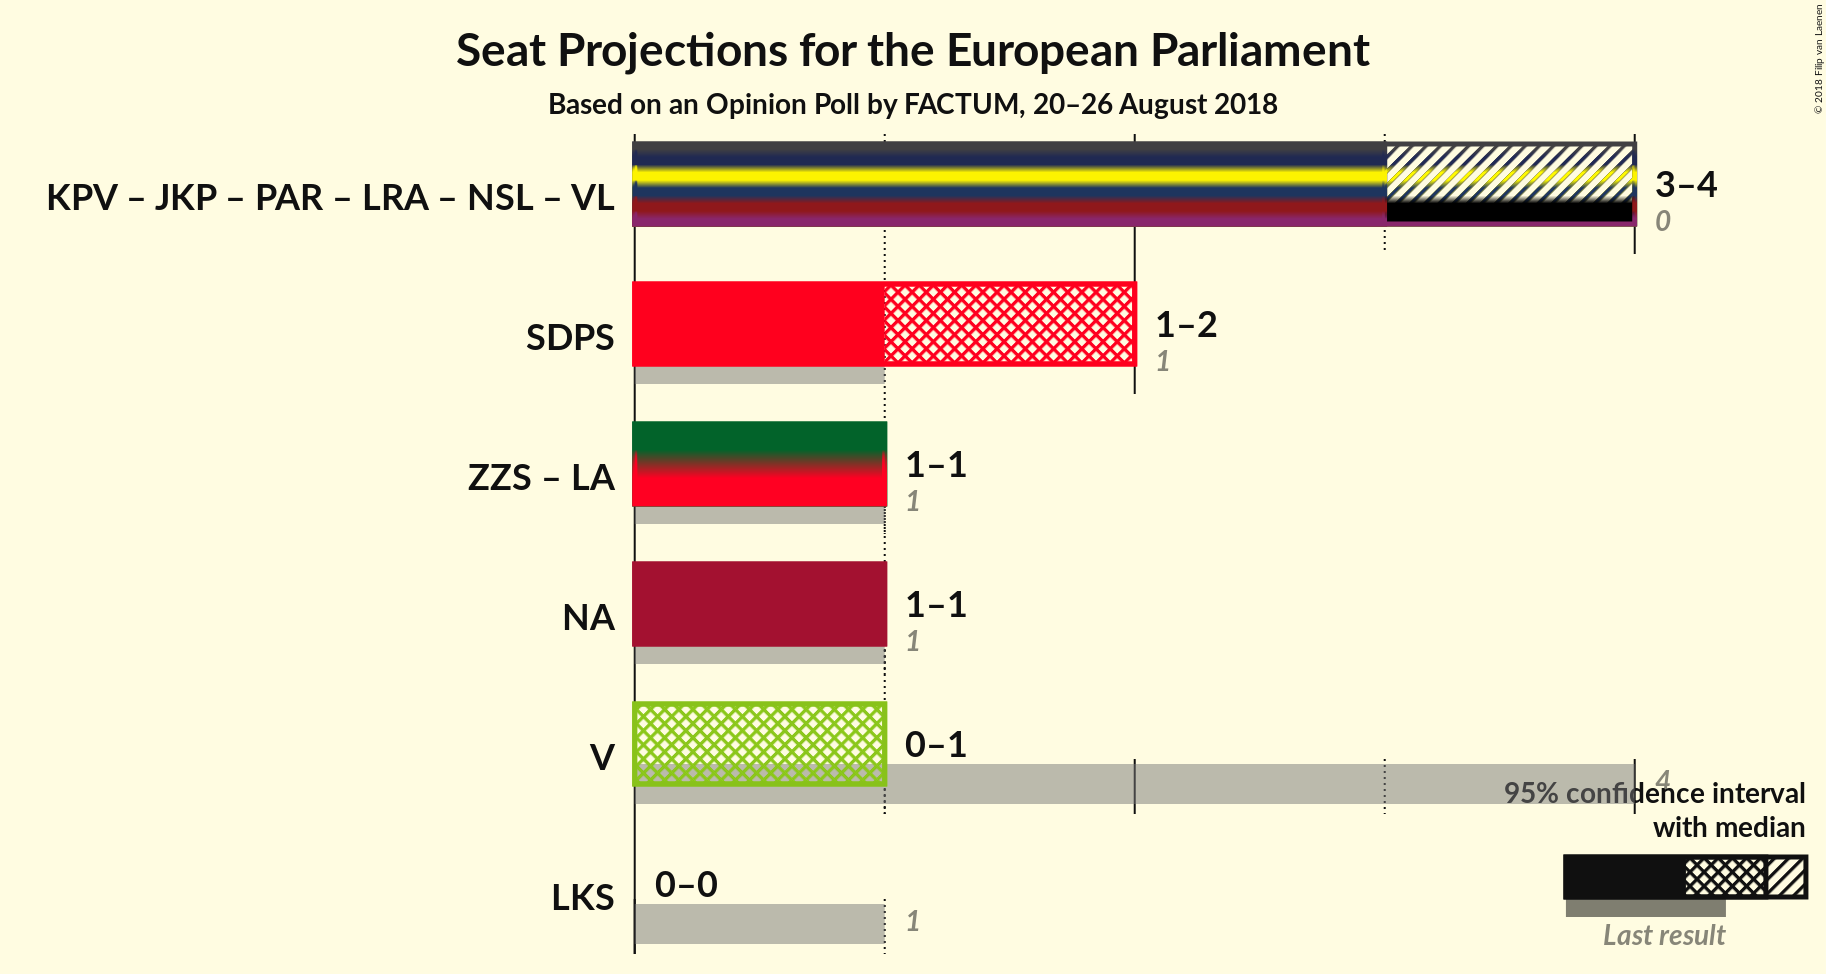 Seat Projections for the European Parliament
Based on an Opinion Poll by FACTUM, 20–26 August 2018
© 2018 Filip van Laenen
KPV – JKP – PAR – LRA – NSL – VL
3–4
0
SDPS
1–2
1
ZZS – LA
1–1
1
NA
1–1
1
V
0–1
4
95% confidence interval
with median
LKS
0–0
1
Last result